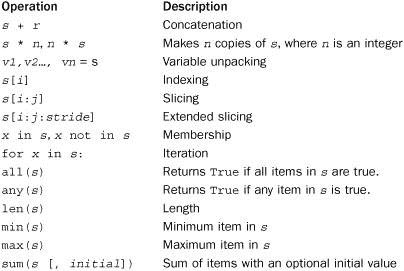 Operation Description
s + r Concatenation
s * n, n * s Makes n copies of s, where n is an integer
v1,v2…, vn = s Variable unpacking
s[i] Indexing
s[i:j] Slicing
s[i:j:stride] Extended slicing
x in s, x not in s Membership
for x in s: Iteration
all(s) Returns True if all items in s are true.
any(s) Returns True if any item in s is true.
len(s) Length
min(s) Minimum item in s
max(s) Maximum item in s
sum(s [, initial]) Sum of items with an optional initial value